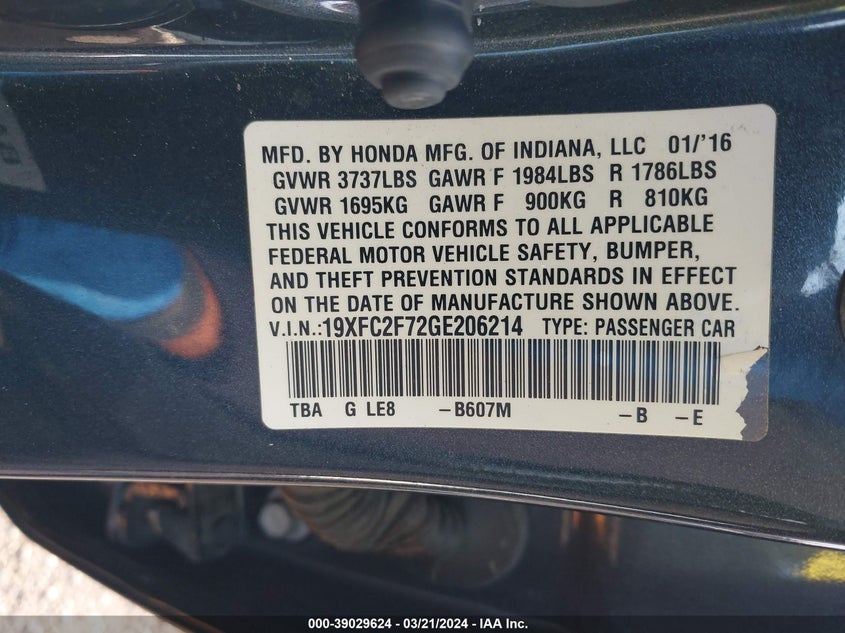 MFD. BY HONDA MFG. OF INDIANA, LLC 01/'16
GVWR 3737LBS GAWR F 1984LBS R 1786LBS
GVWR 1695KG GAWR F 900KG R 810KG
THIS VEHICLE CONFORMS TO ALL APPLICABLE
FEDERAL MOTOR VEHICLE SAFETY, BUMPER,
AND THEFT PREVENTION STANDARDS IN EFFECT
ON THE DATE OF MANUFACTURE SHOWN ABOVE.
V.I.N.:19XFC2F72GE206214 TYPE: PASSENGER CAR
TBA G LE8 –B607M –B –E
000-39029624 - 03/21/2024 - IAA Inc.